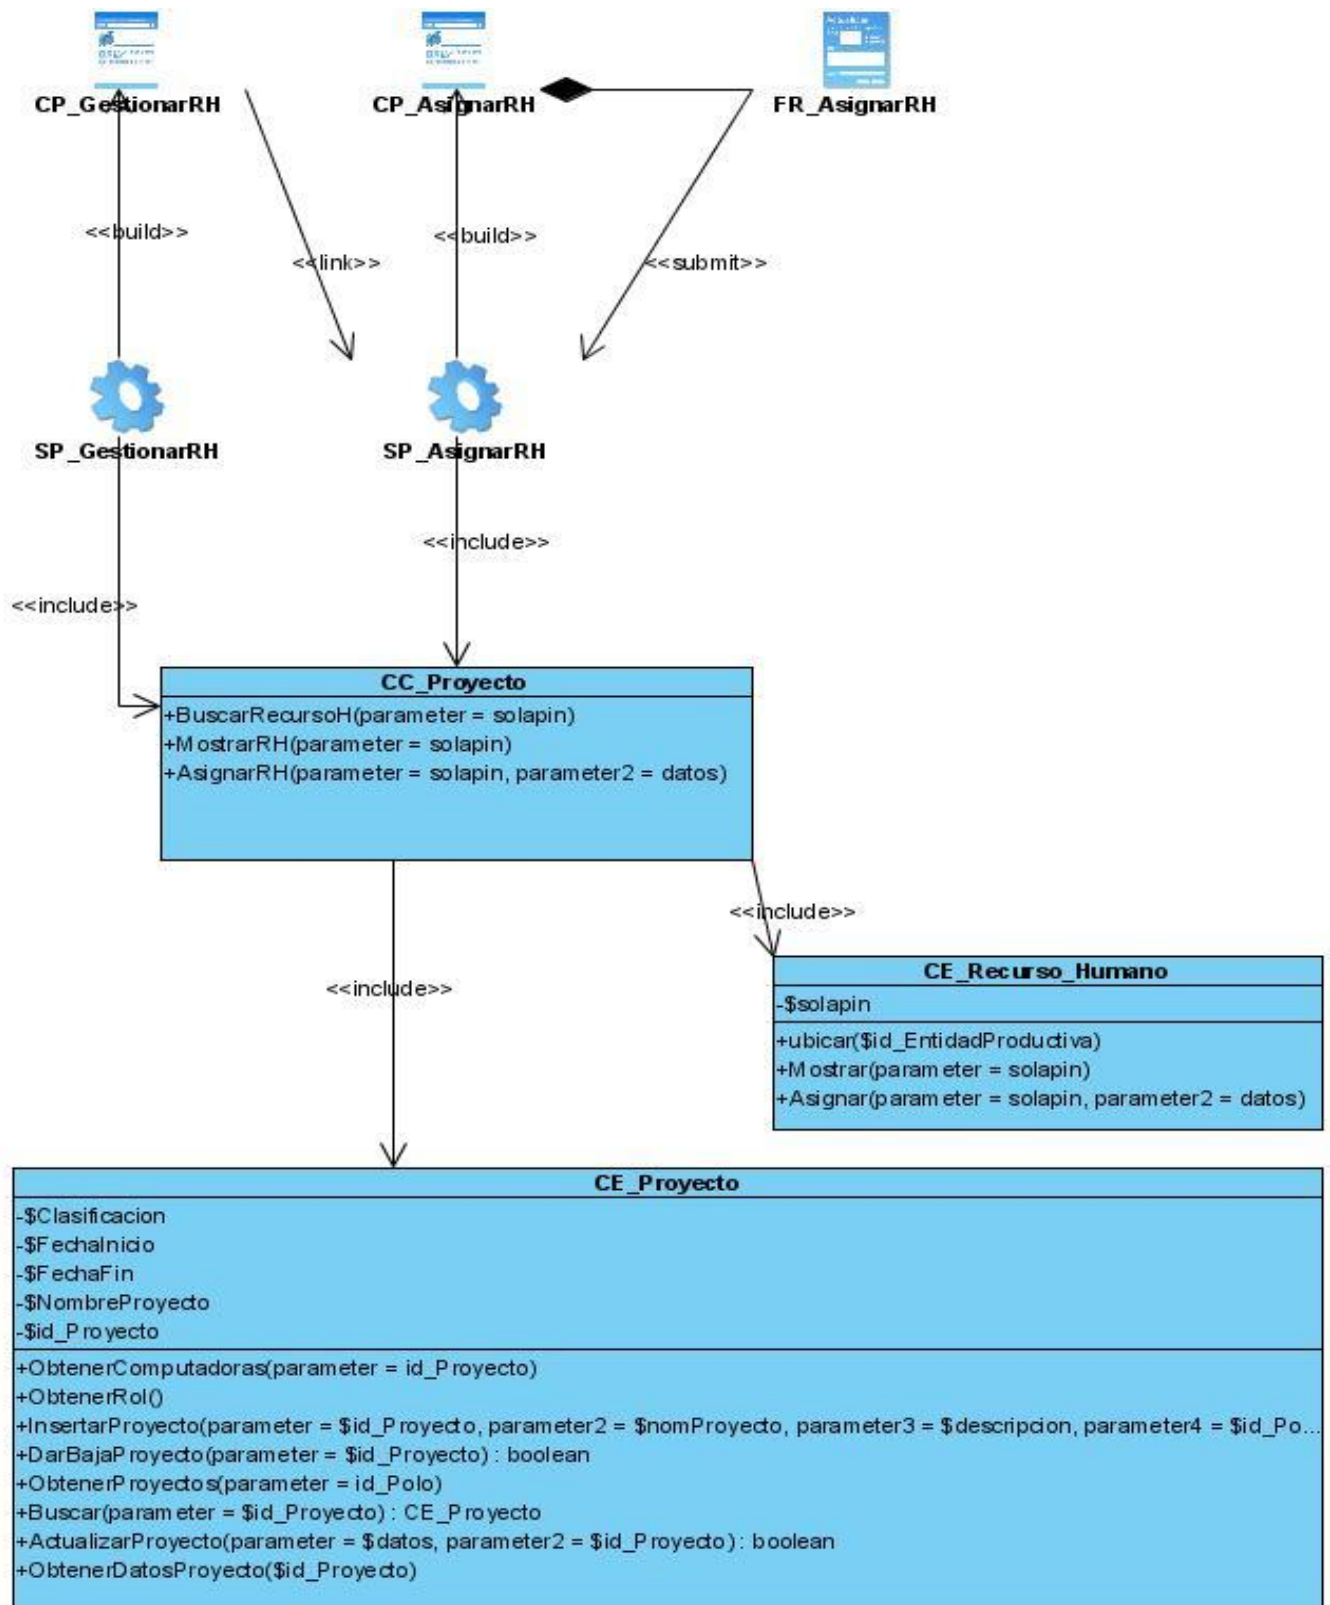 Actualizar
CP_GestionarRH
CP_AsignarRH
FR_AsignarRH
<<build>>
<<build>>
<<link>>
<<submit>>
SP_GestionarRH
SP_AsignarRH
<<include>>
<<include>>
CC_Proyecto
+BuscarRecursoH(parameter = solapin)
+MostrarRH(parameter = solapin)
+AsignarRH(parameter = solapin, parameter2 = datos)
<<include>>
<<include>>
CE_Recurso_Humano
-$solapin
+ubicar($id_EntidadProductiva)
+Mostrar(parameter = solapin)
+Asignar(parameter = solapin, parameter2 = datos)
CE_Proyecto
-$Clasificacion
-$FechaInicio
-$FechaFin
-$NombreProyecto
-$id_Proyecto
+ObtenerComputadoras(parameter = id_Proyecto)
+ObtenerRol()
+InsertarProyecto(parameter = $id_Proyecto, parameter2 = $nomProyecto, parameter3 = $descripcion, parameter4 = $id_Po...
+DarBajaProyecto(parameter = $id_Proyecto) : boolean
+ObtenerProyectos(parameter = id_Polo)
+Buscar(parameter = $id_Proyecto) : CE_Proyecto
+ActualizarProyecto(parameter = $datos, parameter2 = $id_Proyecto) : boolean
+ObtenerDatosProyecto($id_Proyecto)